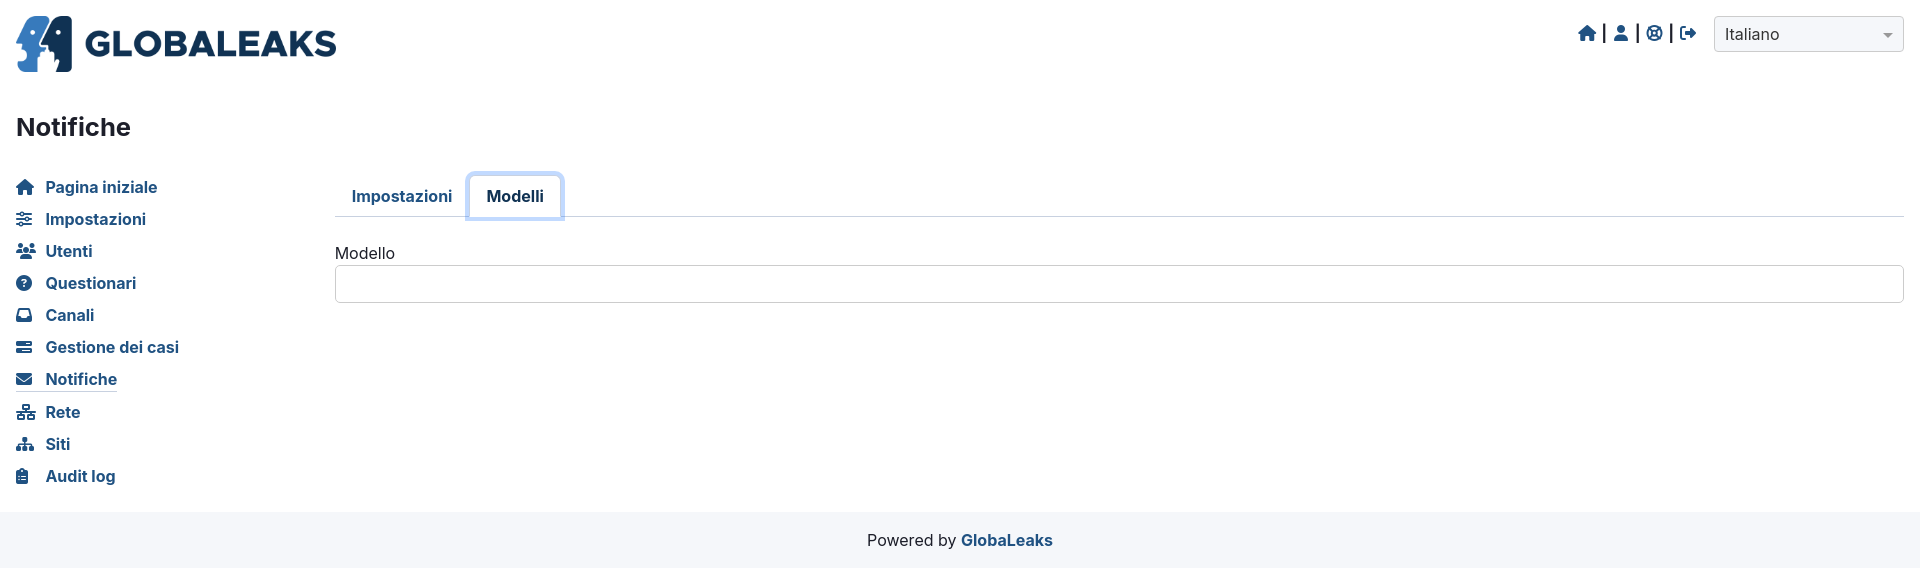 GLOBALEAKS
Italiano
Notifiche
Pagina iniziale
Impostazioni
Utenti
Questionari
Canali
Gestione dei casi
Notifiche
Rete
Siti
Audit log
Impostazioni
Modelli
Modello
Powered by GlobaLeaks